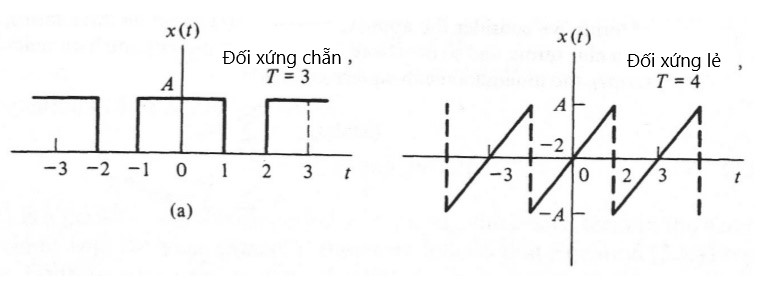 x(t)
Đối xứng chẵn ,
A
T = 3
−3 −2 −1 0 1 2 3 t
(a)
x(t)
Đối xứng lẻ ,
A
T = 4
−2
−3 0 2 3 t
−A